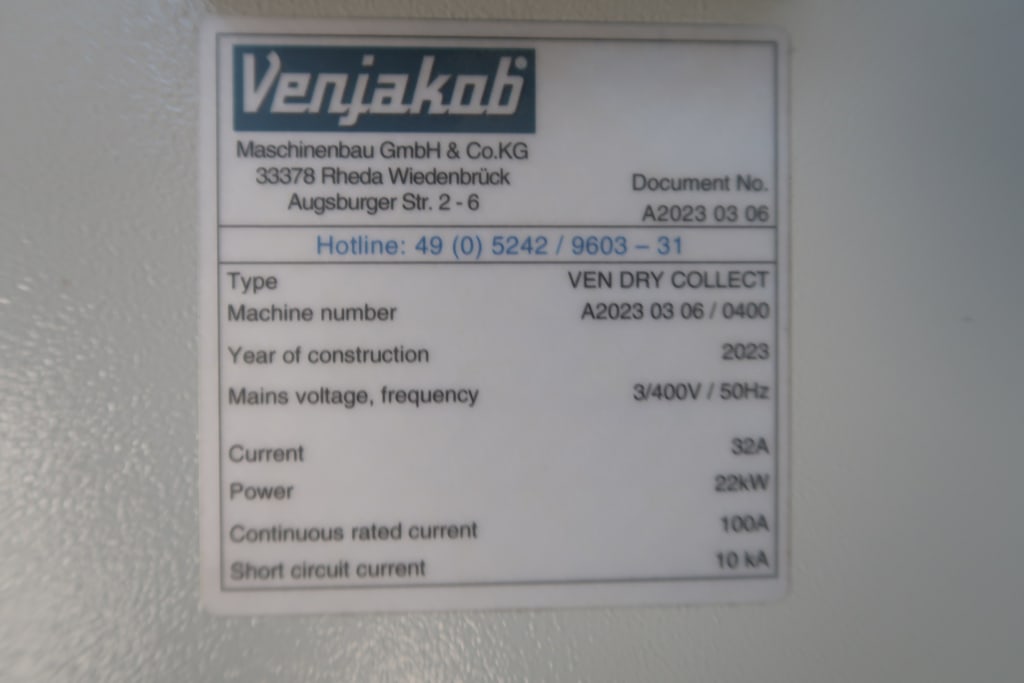 Venjakob
Maschinenbau GmbH & Co.KG
33378 Rheda Wiedenbrück
Augsburger Str. 2 - 6
Document No.
A2023 03 06
Hotline: 49 (0) 5242 / 9603 – 31
Type VEN DRY COLLECT
Machine number A2023 03 06 / 0400
Year of construction 2023
Mains voltage, frequency 3/400V / 50Hz
Current 32A
Power 22kW
Continuous rated current 100A
Short circuit current 10 kA